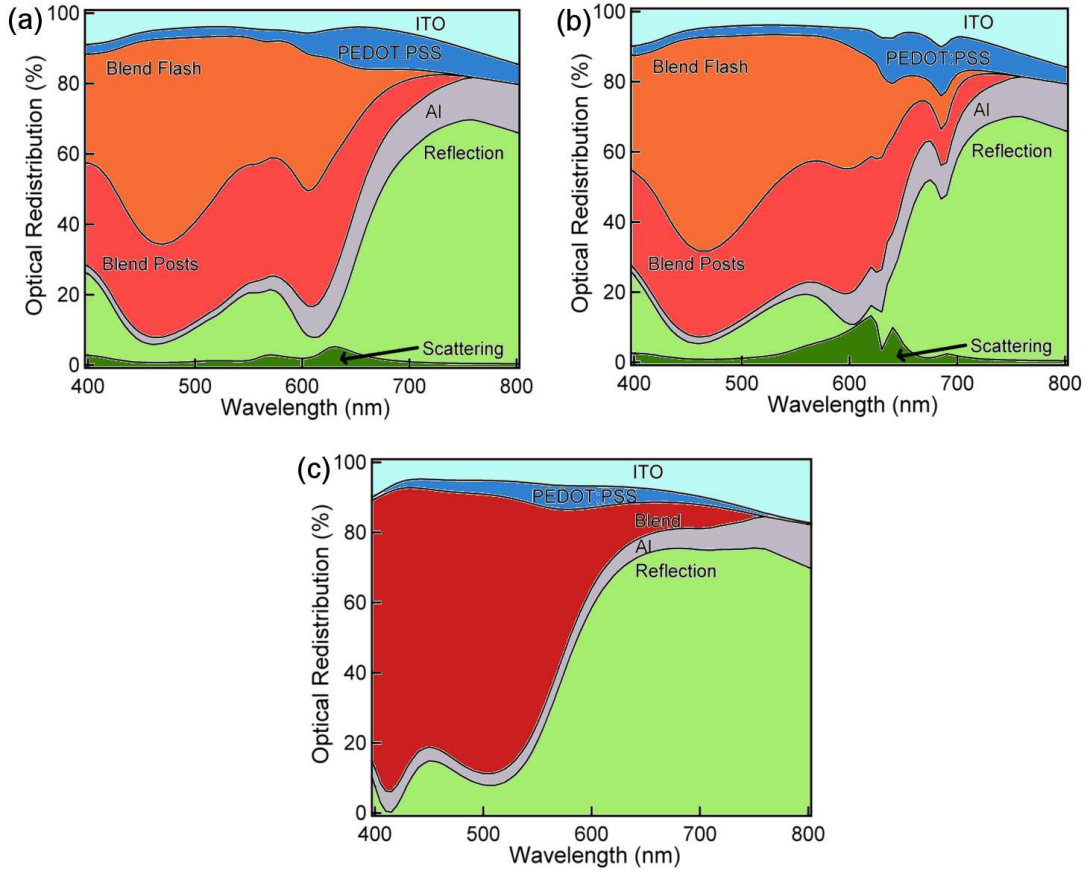 (a)
100
80
60
40
20
0
Optical Redistribution (%)
ITO
PEDOT:PSS
Blend Flash
Al
Reflection
Blend Posts
Scattering
400 500 600 700 800
Wavelength (nm)
(b)
100
80
60
40
20
0
Optical Redistribution (%)
ITO
PEDOT:PSS
Blend Flash
Al
Reflection
Blend Posts
Scattering
400 500 600 700 800
Wavelength (nm)
(c)
100
80
60
40
20
0
Optical Redistribution (%)
ITO
PEDOT:PSS
Blend
Al
Reflection
400 500 600 700 800
Wavelength (nm)